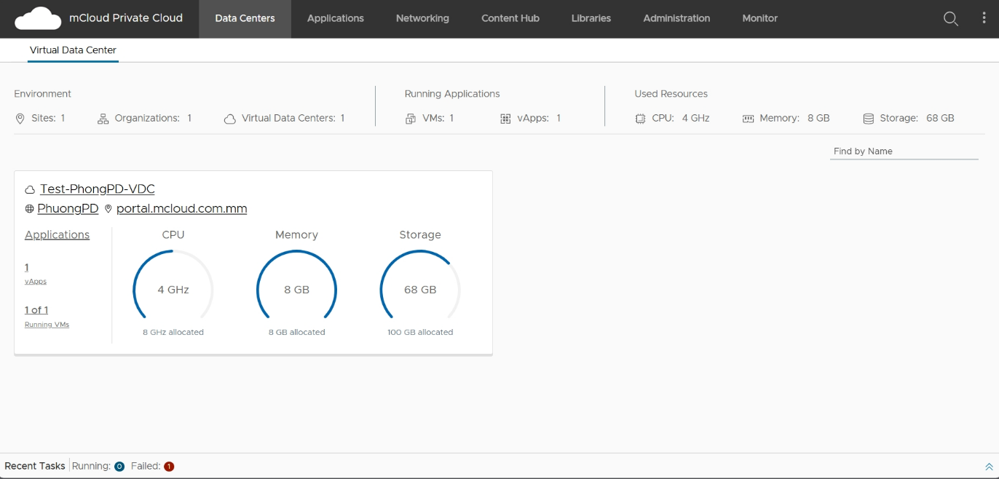 mCloud Private Cloud Data Centers Applications Networking Content Hub Libraries Administration Monitor
Virtual Data Center
Environment Running Applications Used Resources
Sites: 1 Organizations: 1 Virtual Data Centers: 1 VMs: 1 vApps: 1 CPU: 4 GHz Memory: 8 GB Storage: 68 GB
Find by Name
Test-PhongPD-VDC
PhuongPD portal.mcloud.com.mm
Applications CPU Memory Storage
1
vApps
4 GHz 8 GB 68 GB
1 of 1
Running VMs
8 GHz allocated 8 GB allocated 100 GB allocated
Recent Tasks Running: 0 Failed: 1